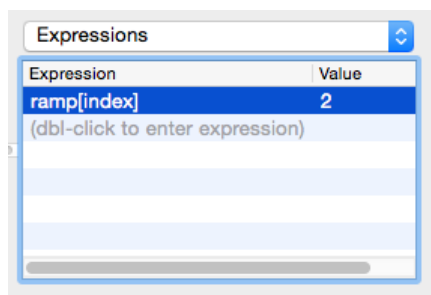 Expressions
Expression Value
ramp[index] 2
(dbl-click to enter expression)